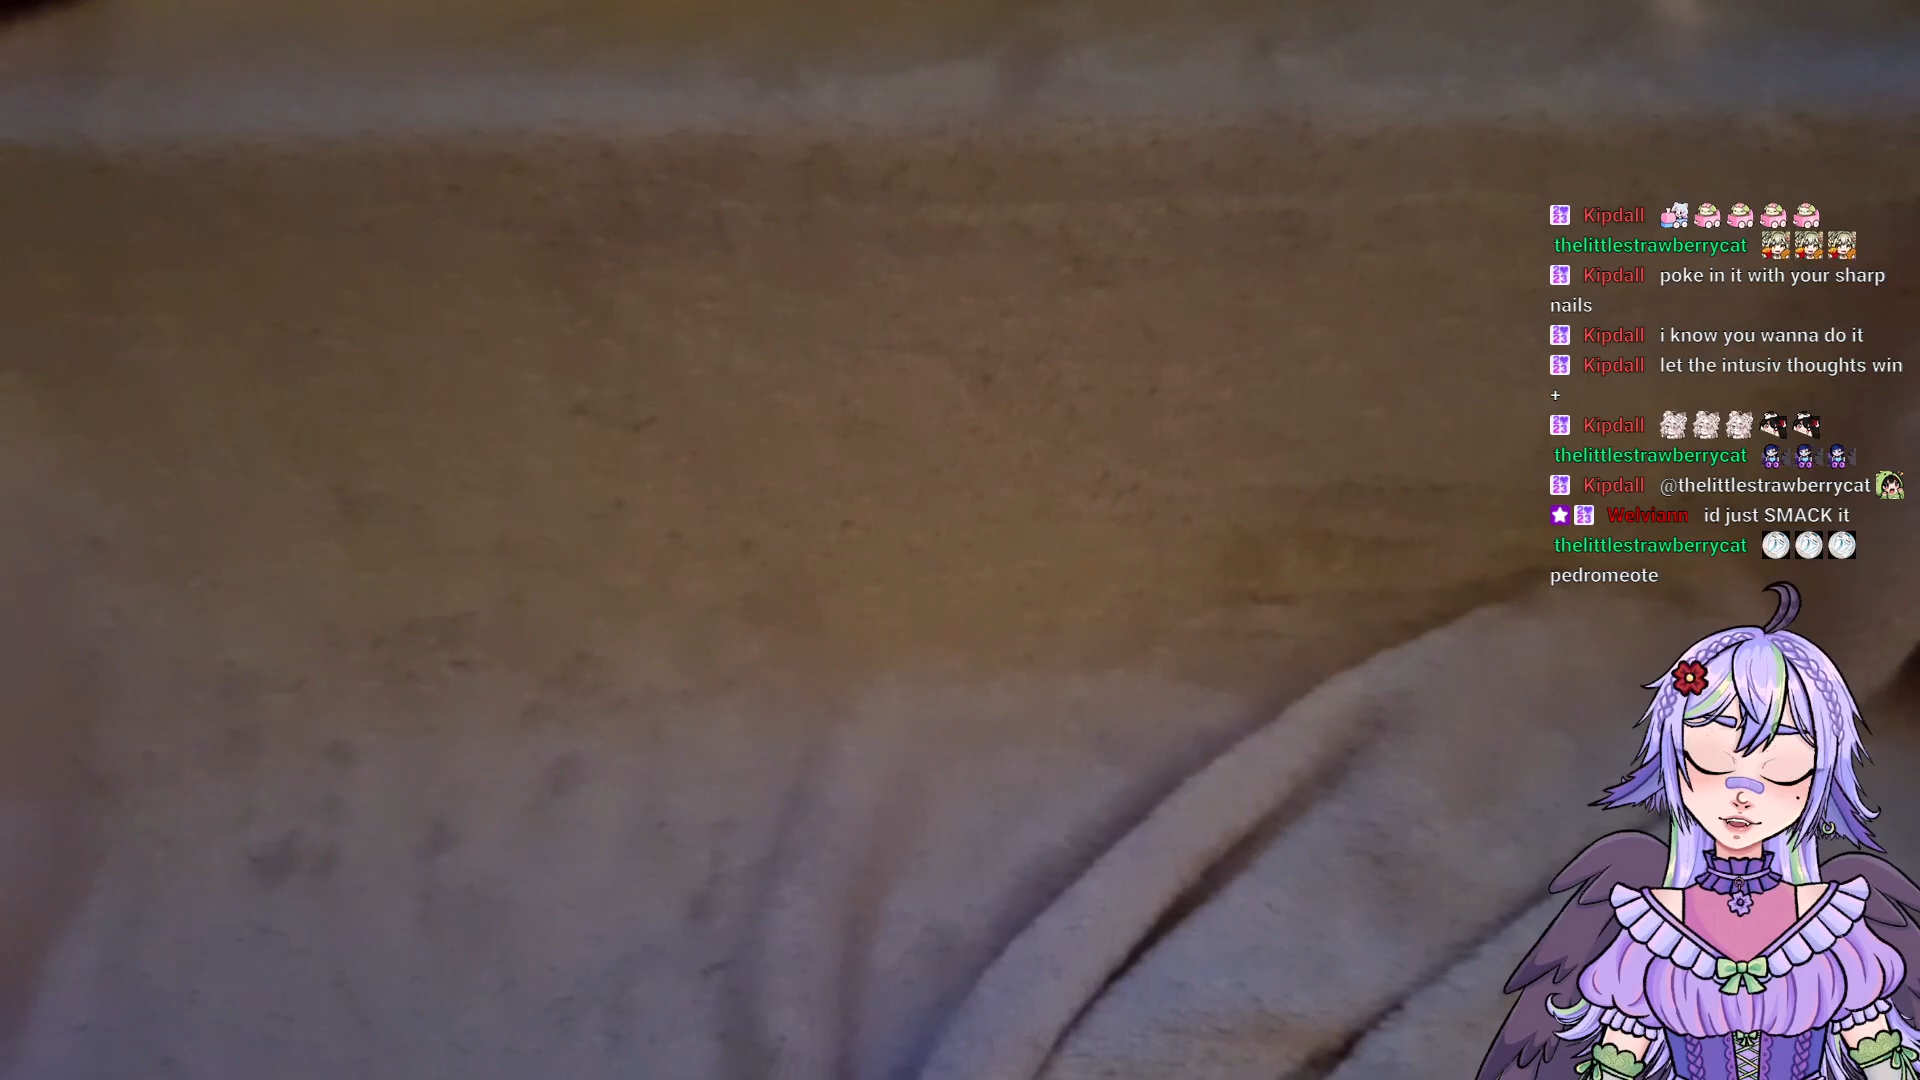 Kipdall
thelittlestrawberrycat
Kipdall poke in it with your sharp
nails
Kipdall i know you wanna do it
Kipdall let the intusiv thoughts win
+
Kipdall
thelittlestrawberrycat
Kipdall @thelittlestrawberrycat
Welviann id just SMACK it
thelittlestrawberrycat
pedromeote